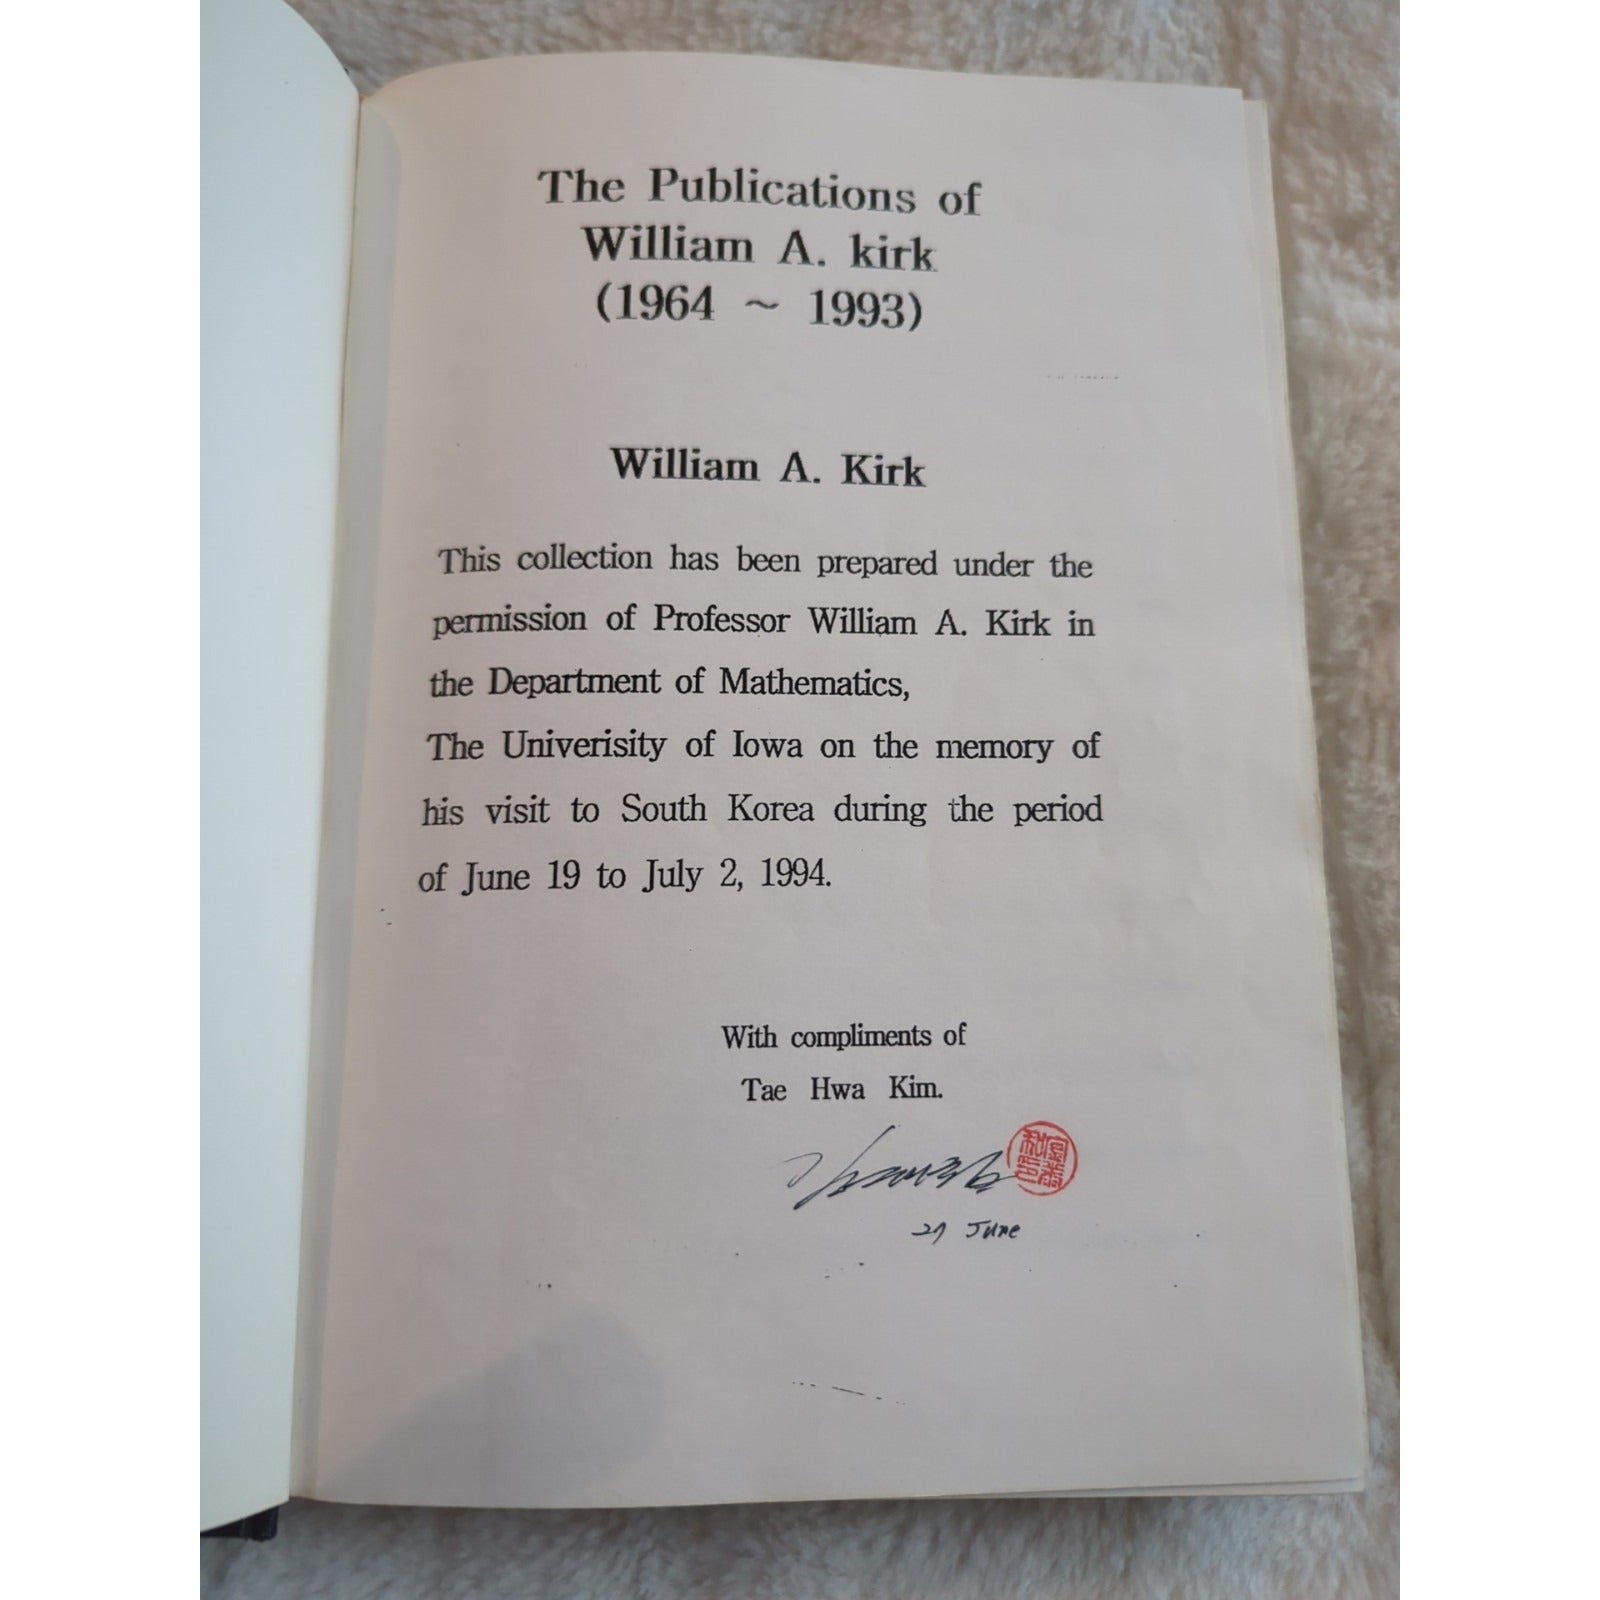 The Publications of
William A. kirk
(1964 ~ 1993)
William A. Kirk
This collection has been prepared under the
permission of Professor William A. Kirk in
the Department of Mathematics,
The Univerisity of Iowa on the memory of
his visit to South Korea during the period
of June 19 to July 2, 1994.
With compliments of
Tae Hwa Kim.
27 June